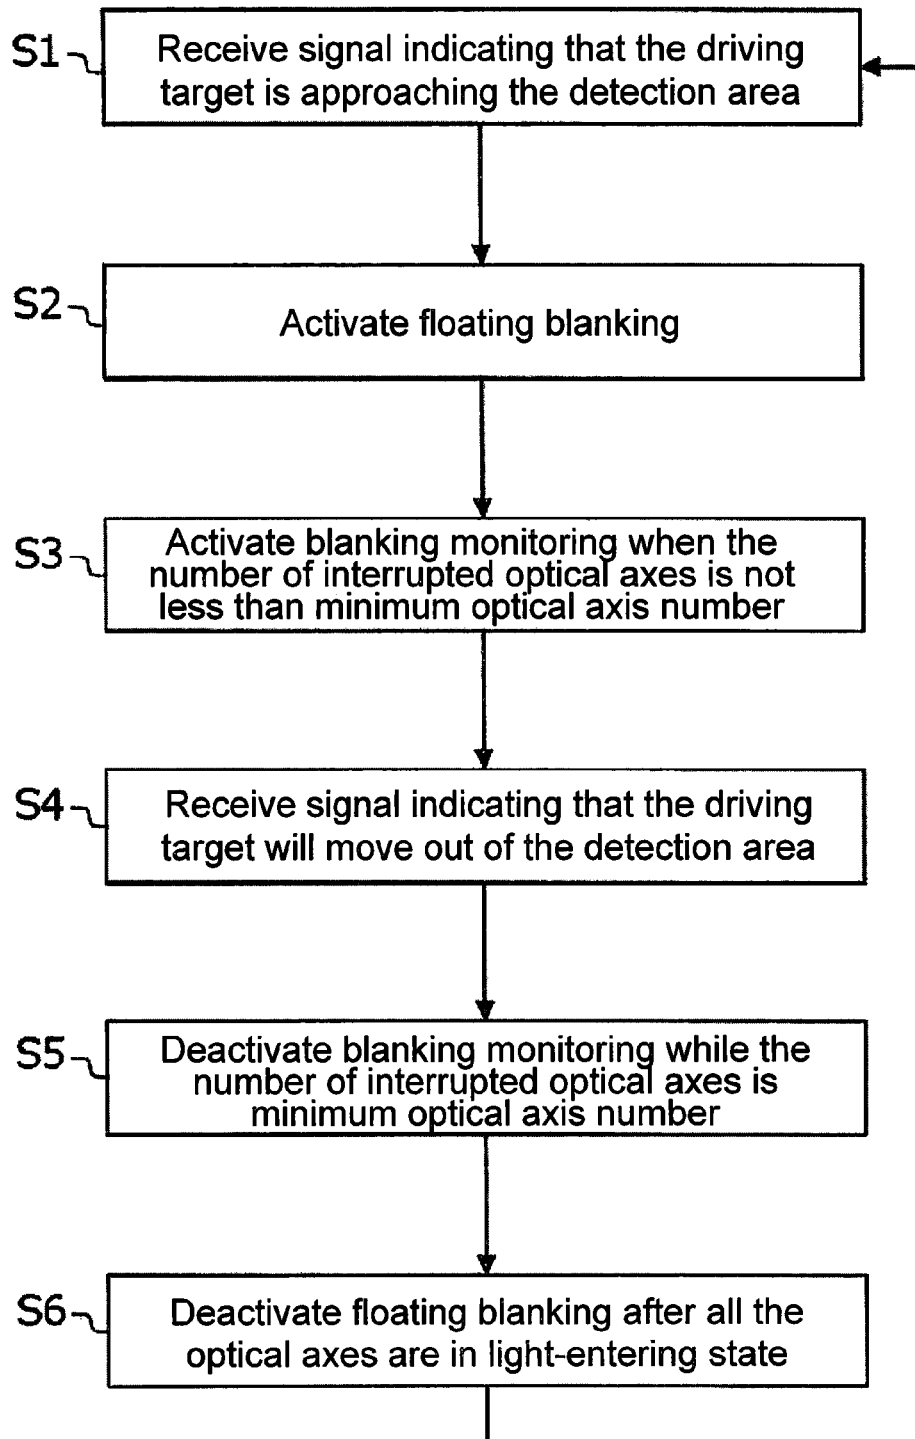 S1
Receive signal indicating that the driving
target is approaching the detection area
S2
Activate floating blanking
S3
Activate blanking monitoring when the
number of interrupted optical axes is not
less than minimum optical axis number
S4
Receive signal indicating that the driving
target will move out of the detection area
S5
Deactivate blanking monitoring while the
number of interrupted optical axes is
minimum optical axis number
S6
Deactivate floating blanking after all the
optical axes are in light-entering state